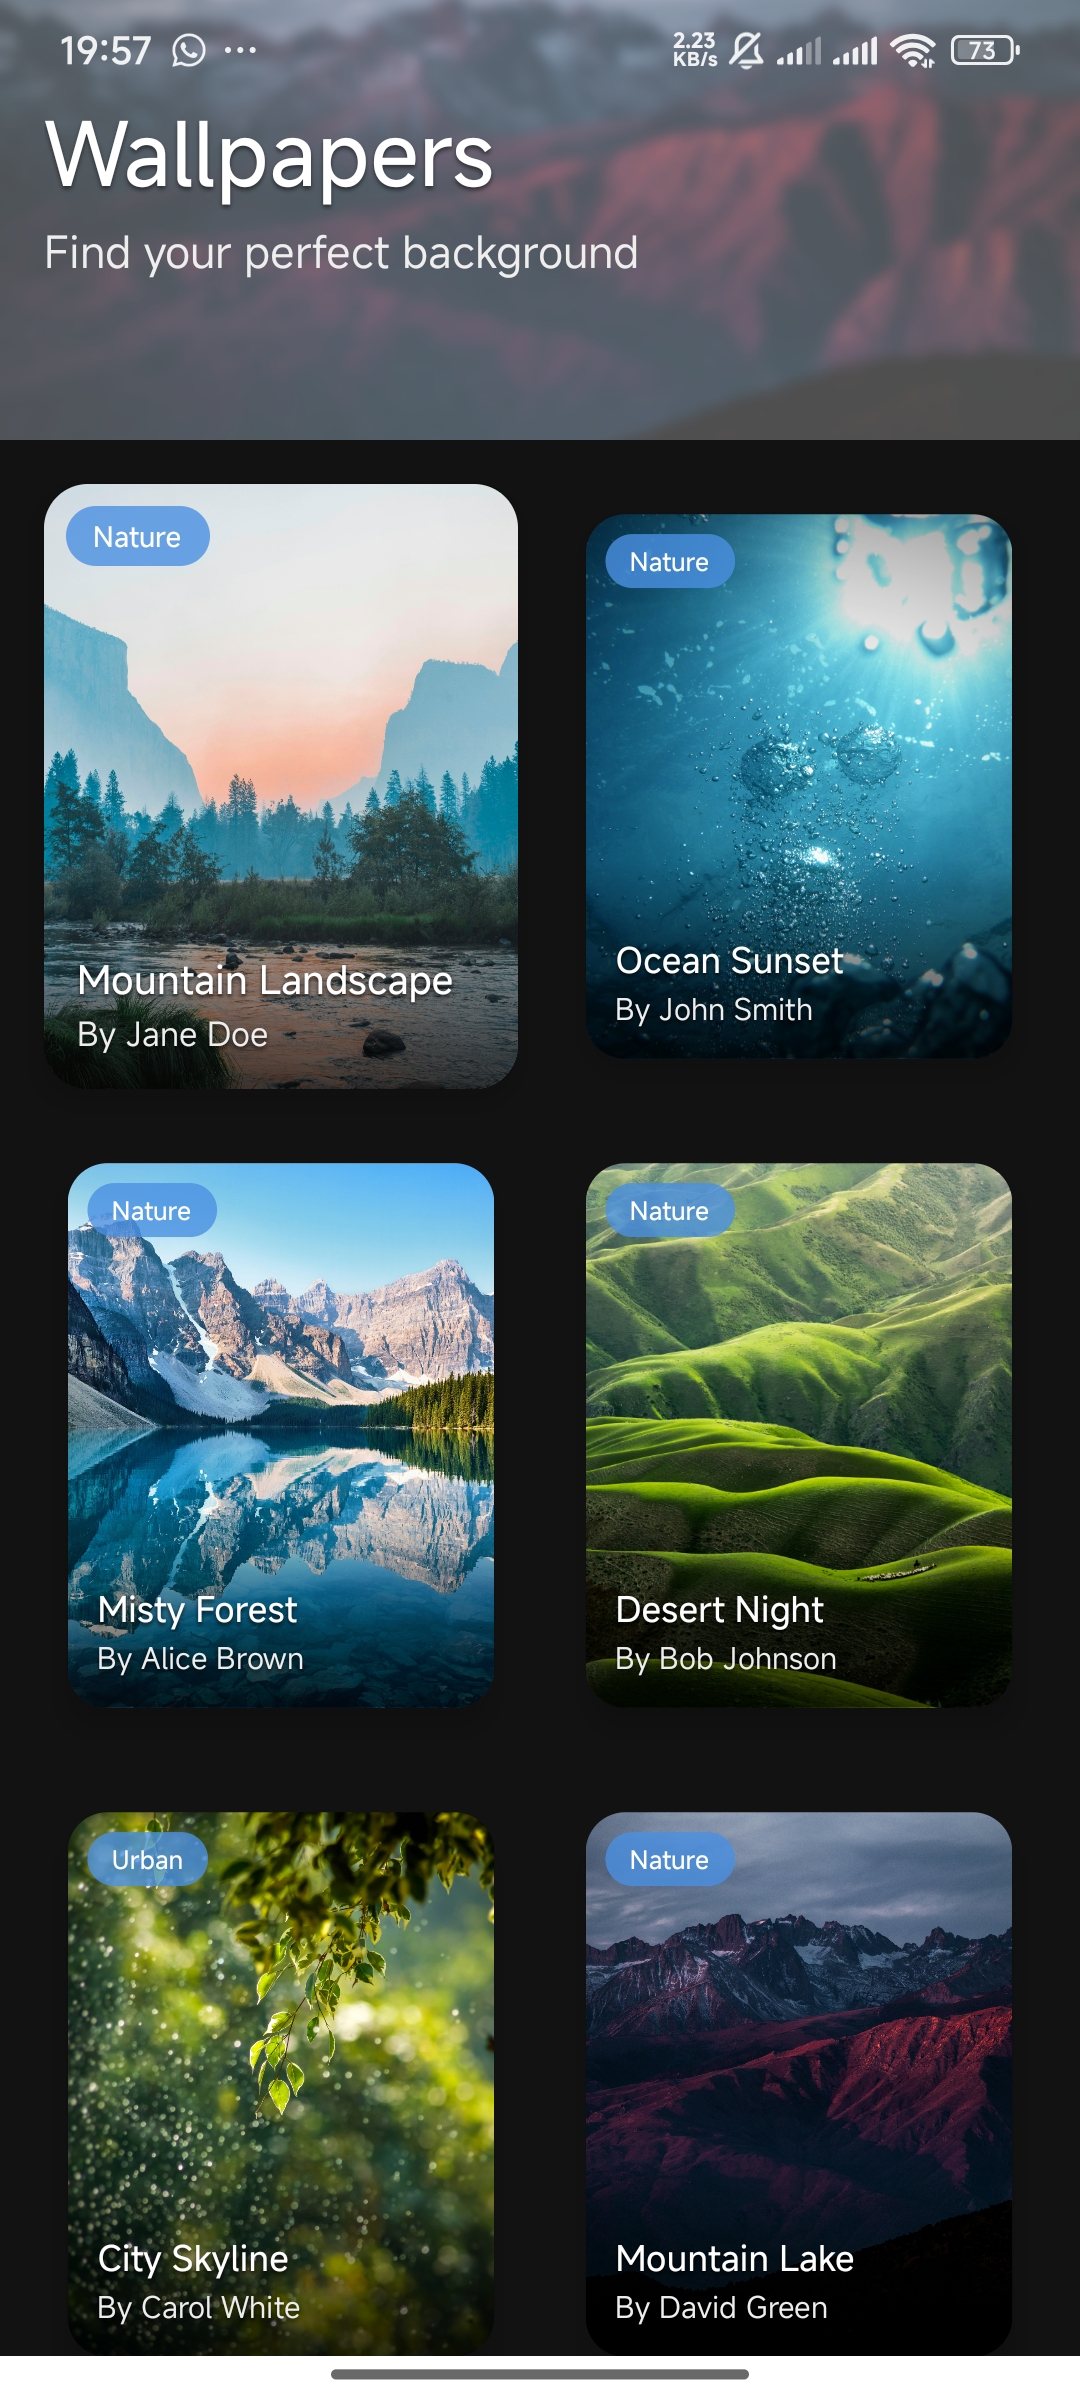 19:57
2.23
KB/s
73
Wallpapers
Find your perfect background
Nature
Mountain Landscape
By Jane Doe
Nature
Ocean Sunset
By John Smith
Nature
Misty Forest
By Alice Brown
Nature
Desert Night
By Bob Johnson
Urban
City Skyline
By Carol White
Nature
Mountain Lake
By David Green